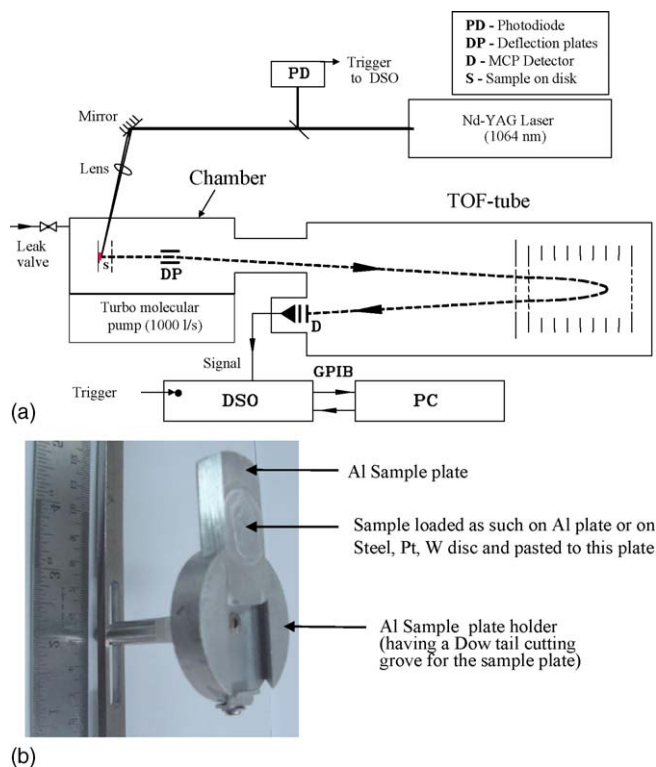 PD - Photodiode
DP - Deflection plates
D - MCP Detector
S - Sample on disk
PD
Trigger
to DSO
Mirror
Nd-YAG Laser
(1064 nm)
Lens
Chamber
TOF-tube
Leak
valve
s
DP
Turbo molecular
pump (1000 l/s)
D
Signal
GPIB
Trigger
DSO
PC
(a)
Al Sample plate
Sample loaded as such on Al plate or on
Steel, Pt, W disc and pasted to this plate
Al Sample plate holder
(having a Dow tail cutting
grove for the sample plate)
(b)